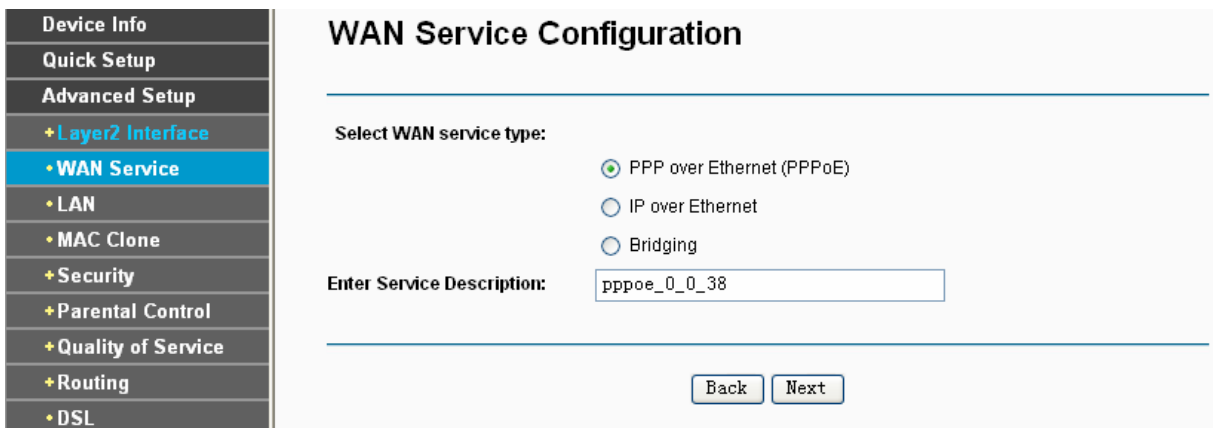 Device Info
Quick Setup
Advanced Setup
+Layer2 Interface
•WAN Service
•LAN
•MAC Clone
+Security
+Parental Control
+Quality of Service
+Routing
•DSL
WAN Service Configuration
Select WAN service type:
PPP over Ethernet (PPPoE)
IP over Ethernet
Bridging
Enter Service Description: pppoe_0_0_38
Back Next